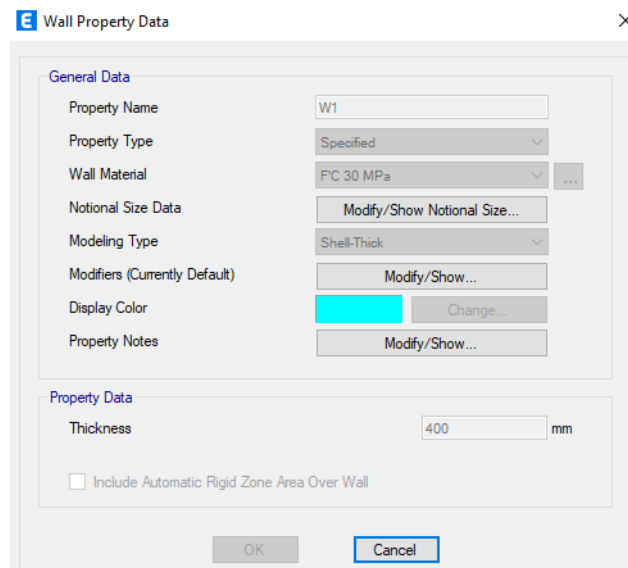 E Wall Property Data
General Data
Property Name W1
Property Type Specified
Wall Material F'C 30 MPa ...
Notional Size Data Modify/Show Notional Size...
Modeling Type Shell-Thick
Modifiers (Currently Default) Modify/Show...
Display Color Change...
Property Notes Modify/Show...
Property Data
Thickness 400 mm
Include Automatic Rigid Zone Area Over Wall
OK Cancel